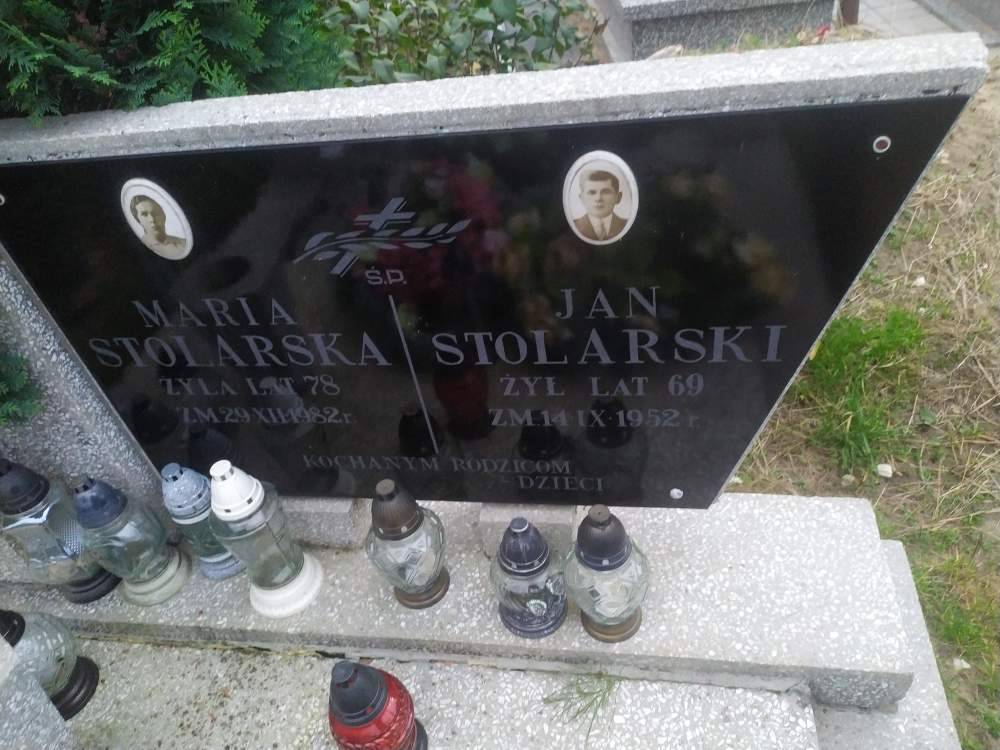 Ś.P.
MARIA
STOLARSKA
ŻYŁA LAT 78
ZM 29 XII 1982 r.
JAN
STOLARSKI
ŻYŁ LAT 69
ZM 14 IX 1952 r.
KOCHANYM RODZICOM
DZIECI